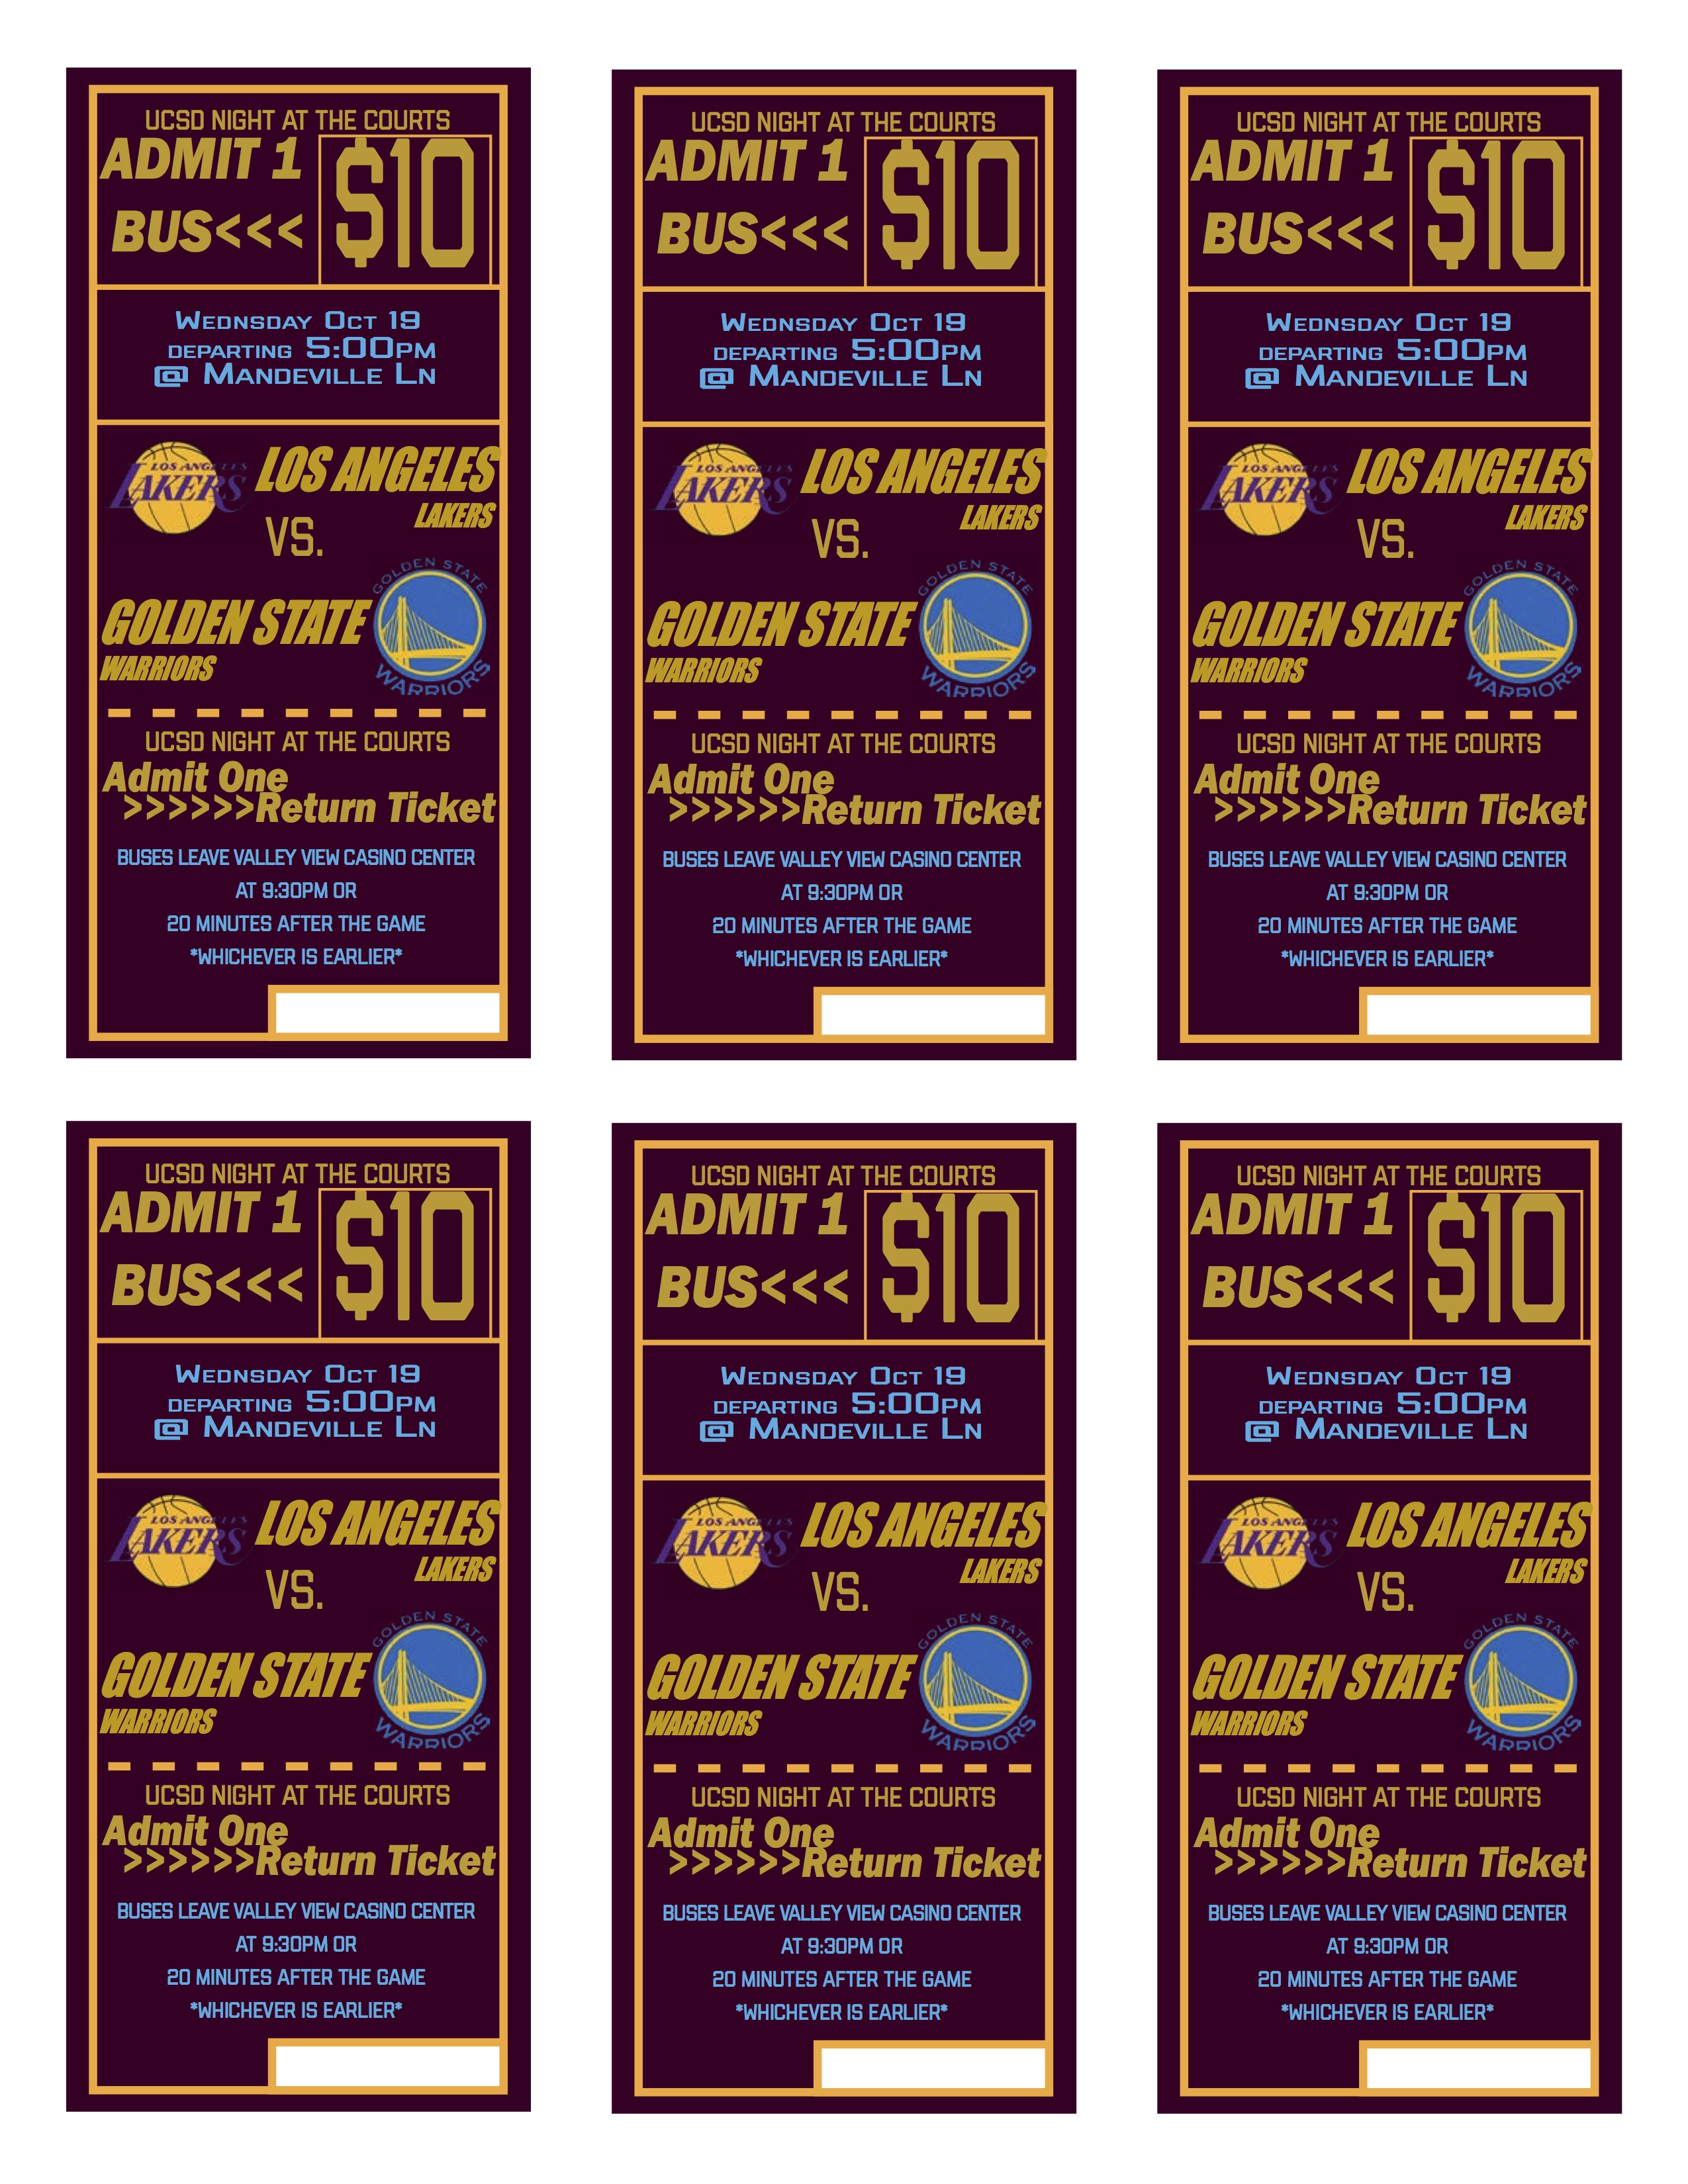 UCSD NIGHT AT THE COURTS
ADMIT 1
$10
BUS<<<
Wednsday Oct 19
departing 5:00pm
@ Mandeville Ln
LOS ANGELES LAKERS
LOS ANGELES
LAKERS
VS.
GOLDEN STATE
WARRIORS
GOLDEN STATE WARRIORS
UCSD NIGHT AT THE COURTS
Admit One
>>>>>>Return Ticket
BUSES LEAVE VALLEY VIEW CASINO CENTER
AT 9:30PM OR
20 MINUTES AFTER THE GAME
*WHICHEVER IS EARLIER*
UCSD NIGHT AT THE COURTS
ADMIT 1
$10
BUS<<<
Wednsday Oct 19
departing 5:00pm
@ Mandeville Ln
LOS ANGELES LAKERS
LOS ANGELES
LAKERS
VS.
GOLDEN STATE
WARRIORS
GOLDEN STATE WARRIORS
UCSD NIGHT AT THE COURTS
Admit One
>>>>>>Return Ticket
BUSES LEAVE VALLEY VIEW CASINO CENTER
AT 9:30PM OR
20 MINUTES AFTER THE GAME
*WHICHEVER IS EARLIER*
UCSD NIGHT AT THE COURTS
ADMIT 1
$10
BUS<<<
Wednsday Oct 19
departing 5:00pm
@ Mandeville Ln
LOS ANGELES LAKERS
LOS ANGELES
LAKERS
VS.
GOLDEN STATE
WARRIORS
GOLDEN STATE WARRIORS
UCSD NIGHT AT THE COURTS
Admit One
>>>>>>Return Ticket
BUSES LEAVE VALLEY VIEW CASINO CENTER
AT 9:30PM OR
20 MINUTES AFTER THE GAME
*WHICHEVER IS EARLIER*
UCSD NIGHT AT THE COURTS
ADMIT 1
$10
BUS<<<
Wednsday Oct 19
departing 5:00pm
@ Mandeville Ln
LOS ANGELES LAKERS
LOS ANGELES
LAKERS
VS.
GOLDEN STATE
WARRIORS
GOLDEN STATE WARRIORS
UCSD NIGHT AT THE COURTS
Admit One
>>>>>>Return Ticket
BUSES LEAVE VALLEY VIEW CASINO CENTER
AT 9:30PM OR
20 MINUTES AFTER THE GAME
*WHICHEVER IS EARLIER*
UCSD NIGHT AT THE COURTS
ADMIT 1
$10
BUS<<<
Wednsday Oct 19
departing 5:00pm
@ Mandeville Ln
LOS ANGELES LAKERS
LOS ANGELES
LAKERS
VS.
GOLDEN STATE
WARRIORS
GOLDEN STATE WARRIORS
UCSD NIGHT AT THE COURTS
Admit One
>>>>>>Return Ticket
BUSES LEAVE VALLEY VIEW CASINO CENTER
AT 9:30PM OR
20 MINUTES AFTER THE GAME
*WHICHEVER IS EARLIER*
UCSD NIGHT AT THE COURTS
ADMIT 1
$10
BUS<<<
Wednsday Oct 19
departing 5:00pm
@ Mandeville Ln
LOS ANGELES LAKERS
LOS ANGELES
LAKERS
VS.
GOLDEN STATE
WARRIORS
GOLDEN STATE WARRIORS
UCSD NIGHT AT THE COURTS
Admit One
>>>>>>Return Ticket
BUSES LEAVE VALLEY VIEW CASINO CENTER
AT 9:30PM OR
20 MINUTES AFTER THE GAME
*WHICHEVER IS EARLIER*